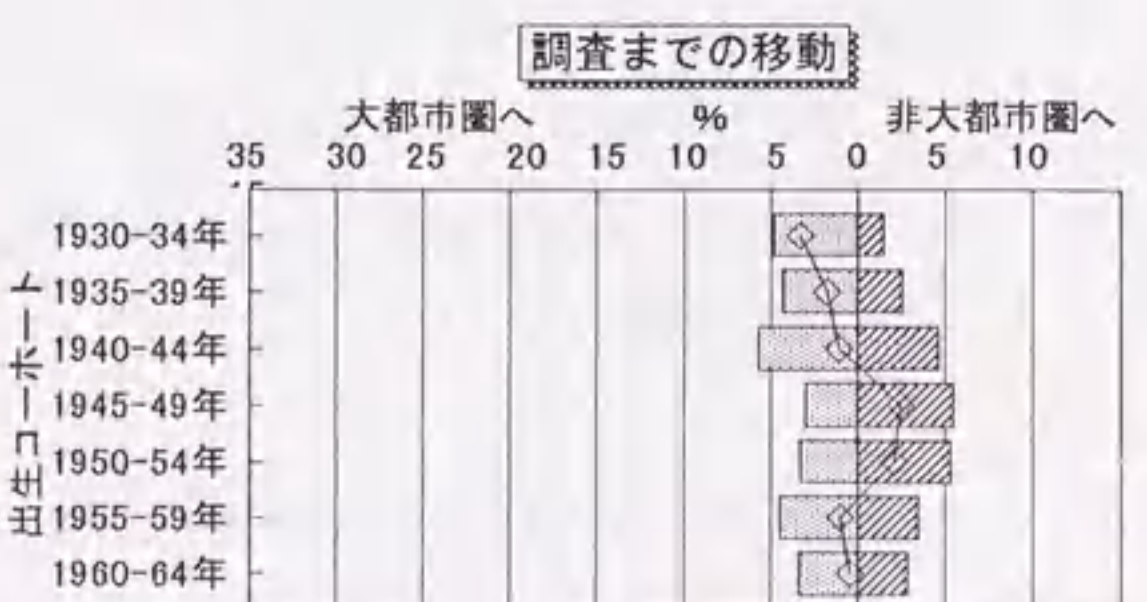 調査までの移動
大都市圏へ % 非大都市圏へ
35 30 25 20 15 10 5 0 5 10
出生コーホート
1930-34年
1935-39年
1940-44年
1945-49年
1950-54年
1955-59年
1960-64年